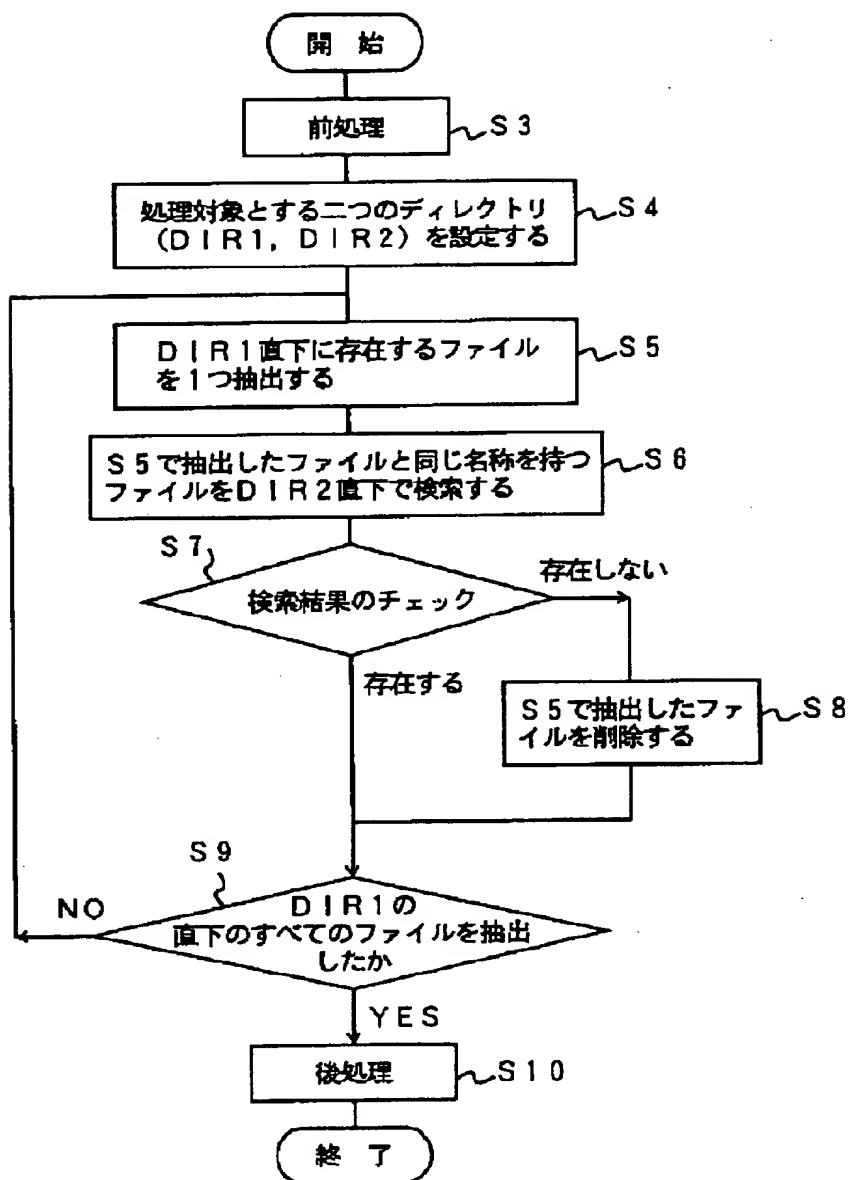 開 始
前処理
S3
処理対象とする二つのディレクトリ
(DIR1, DIR2)を設定する
S4
DIR1直下に存在するファイル
を1つ抽出する
S5
S5で抽出したファイルと同じ名称を持つ
ファイルをDIR2直下で検索する
S6
S7
検索結果のチェック
存在しない
存在する
S5で抽出したファ
イルを削除する
S8
S9
NO
DIR1の
直下のすべてのファイルを抽出
したか
YES
後処理
S10
終 了